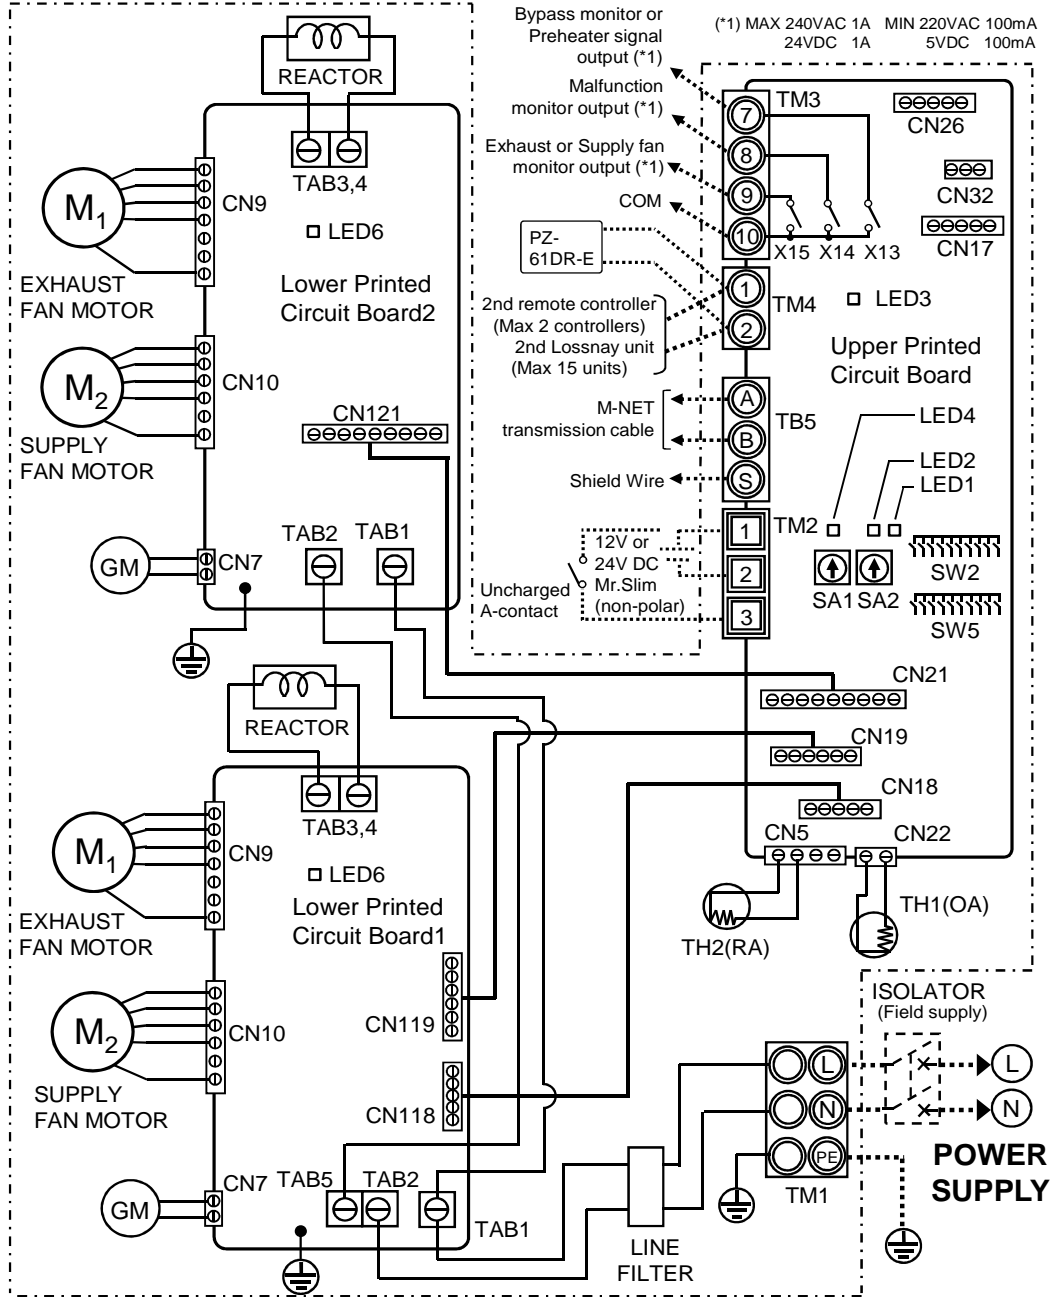 Bypass monitor or
Preheater signal
output (*1)
(*1) MAX 240VAC 1A MIN 220VAC 100mA
24VDC 1A 5VDC 100mA
REACTOR
Malfunction
monitor output (*1)
Exhaust or Supply fan
monitor output (*1)
COM
TM3
7
8
9
10
X15 X14 X13
CN26
CN32
CN17
TAB3,4
CN9
M1
LED6
EXHAUST
FAN MOTOR
Lower Printed
Circuit Board2
PZ-
61DR-E
2nd remote controller
(Max 2 controllers)
2nd Lossnay unit
(Max 15 units)
1
2
TM4
LED3
Upper Printed
Circuit Board
M2
CN10
SUPPLY
FAN MOTOR
CN121
M-NET
transmission cable
Shield Wire
A
B
S
TB5
LED4
LED2
LED1
TAB2 TAB1
GM
CN7
Uncharged
A-contact
12V or
24V DC
Mr.Slim
(non-polar)
1
2
3
TM2
SA1 SA2
SW2
SW5
CN21
CN19
CN18
CN5
CN22
TH2(RA)
TH1(OA)
REACTOR
TAB3,4
CN9
M1
LED6
EXHAUST
FAN MOTOR
Lower Printed
Circuit Board1
CN119
M2
CN10
SUPPLY
FAN MOTOR
CN118
ISOLATOR
(Field supply)
L
N
PE
TM1
L
N
POWER
SUPPLY
GM
CN7
TAB5 TAB2
TAB1
LINE
FILTER